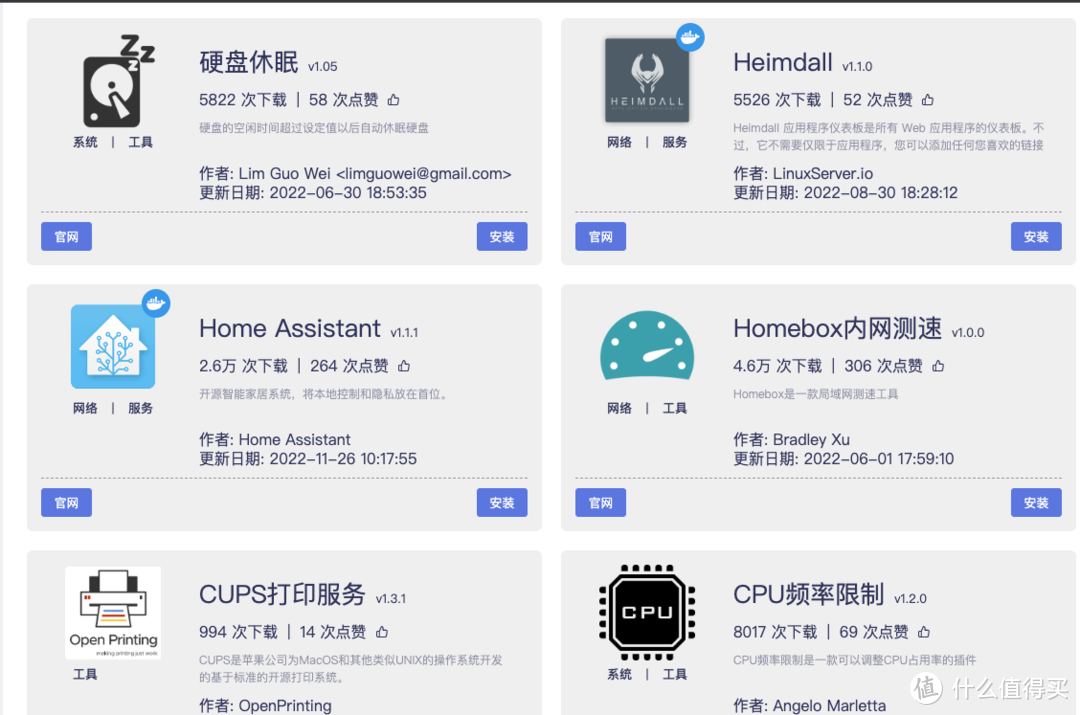 硬盘休眠 v1.05
5822 次下载 | 58 次点赞
硬盘的空闲时间超过设定值以后自动休眠硬盘
系统 | 工具
作者: Lim Guo Wei <limguowei@gmail.com>
更新日期: 2022-06-30 18:53:35
官网 安装
HEIMDALL
Heimdall v1.1.0
5526 次下载 | 52 次点赞
Heimdall 应用程序仪表板是所有 Web 应用程序的仪表板。不
过，它不需要仅限于应用程序，您可以添加任何您喜欢的链接
网络 | 服务
作者: LinuxServer.io
更新日期: 2022-08-30 18:28:12
官网 安装
Home Assistant v1.1.1
2.6万 次下载 | 264 次点赞
开源智能家居系统，将本地控制和隐私放在首位。
网络 | 服务
作者: Home Assistant
更新日期: 2022-11-26 10:17:55
官网 安装
Homebox内网测速 v1.0.0
4.6万 次下载 | 306 次点赞
Homebox是一款局域网测速工具
网络 | 工具
作者: Bradley Xu
更新日期: 2022-06-01 17:59:10
官网 安装
Open Printing
making printing just work
CUPS打印服务 v1.3.1
994 次下载 | 14 次点赞
CUPS是苹果公司为MacOS和其他类似UNIX的操作系统开发
的基于标准的开源打印系统。
工具
作者: OpenPrinting
CPU
CPU频率限制 v1.2.0
8017 次下载 | 69 次点赞
CPU频率限制是一款可以调整CPU占用率的插件
系统 | 工具
作者: Angelo Marletta
值 什么值得买